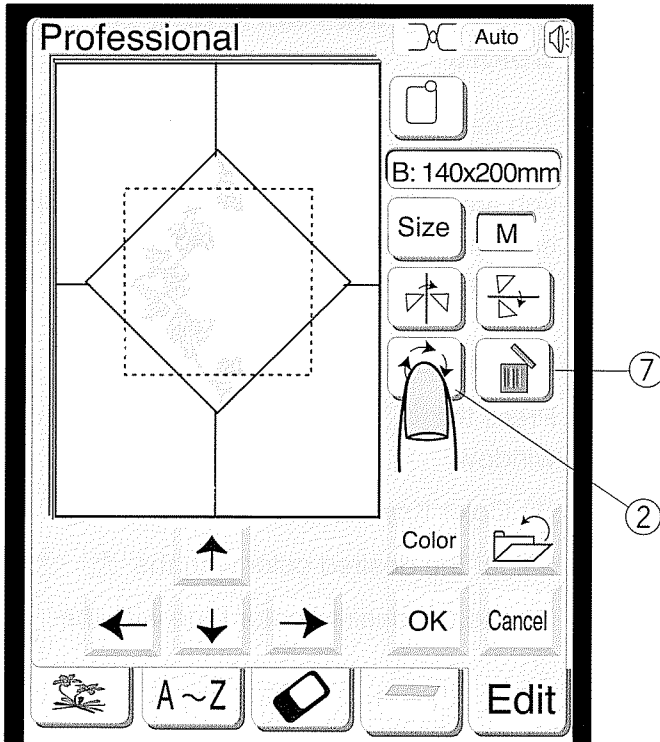 Professional
Auto
B: 140x200mm
Size M
⑦
②
Color
OK Cancel
A~Z Edit